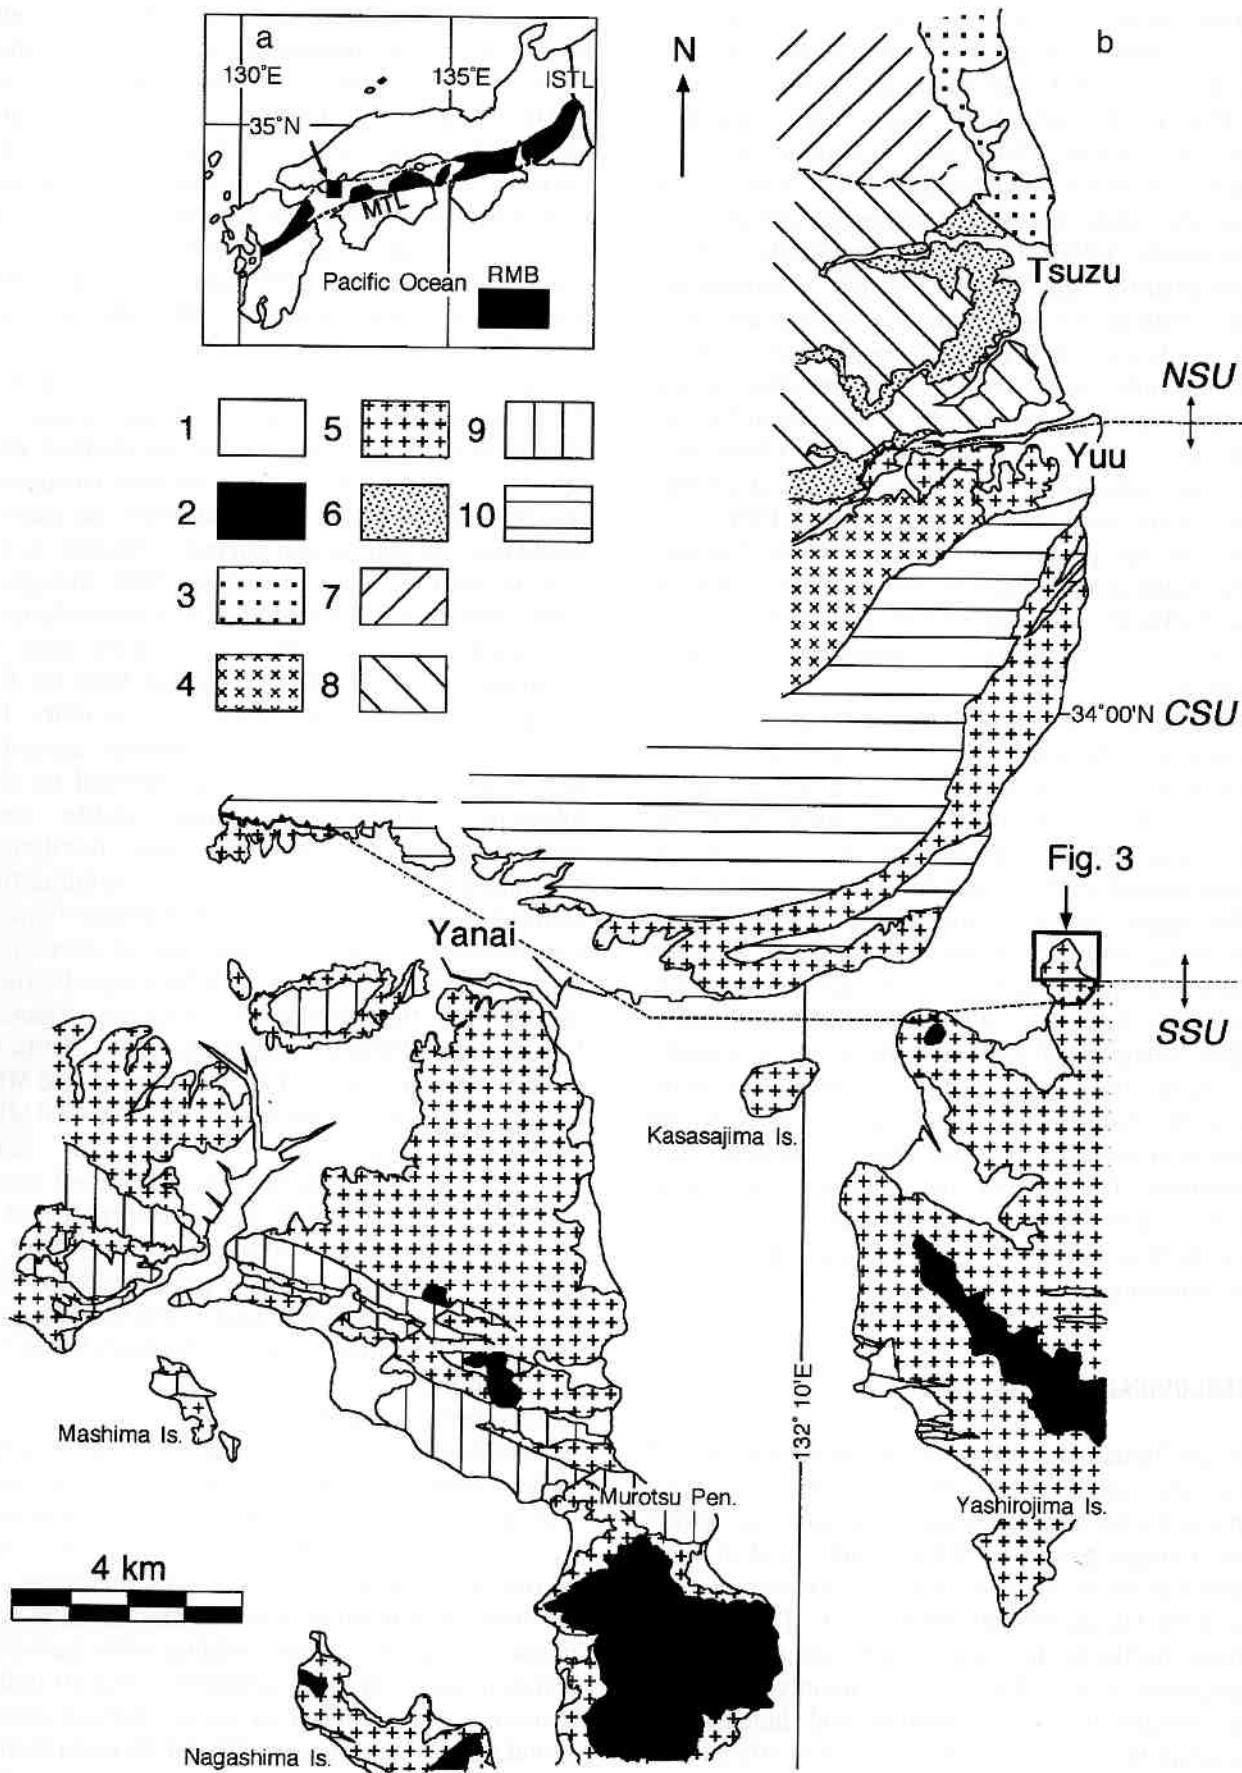 a
130°E
135°E
ISTL
35°N
MTL
Pacific Ocean
RMB
N
b
1
5
9
2
6
10
3
7
4
8
Tsuzu
NSU
Yuu
34°00'N
CSU
Fig. 3
Yanai
SSU
Kasasajima Is.
132° 10'E
Mashima Is.
Murotsu Pen.
Yashirojima Is.
4 km
Nagashima Is.